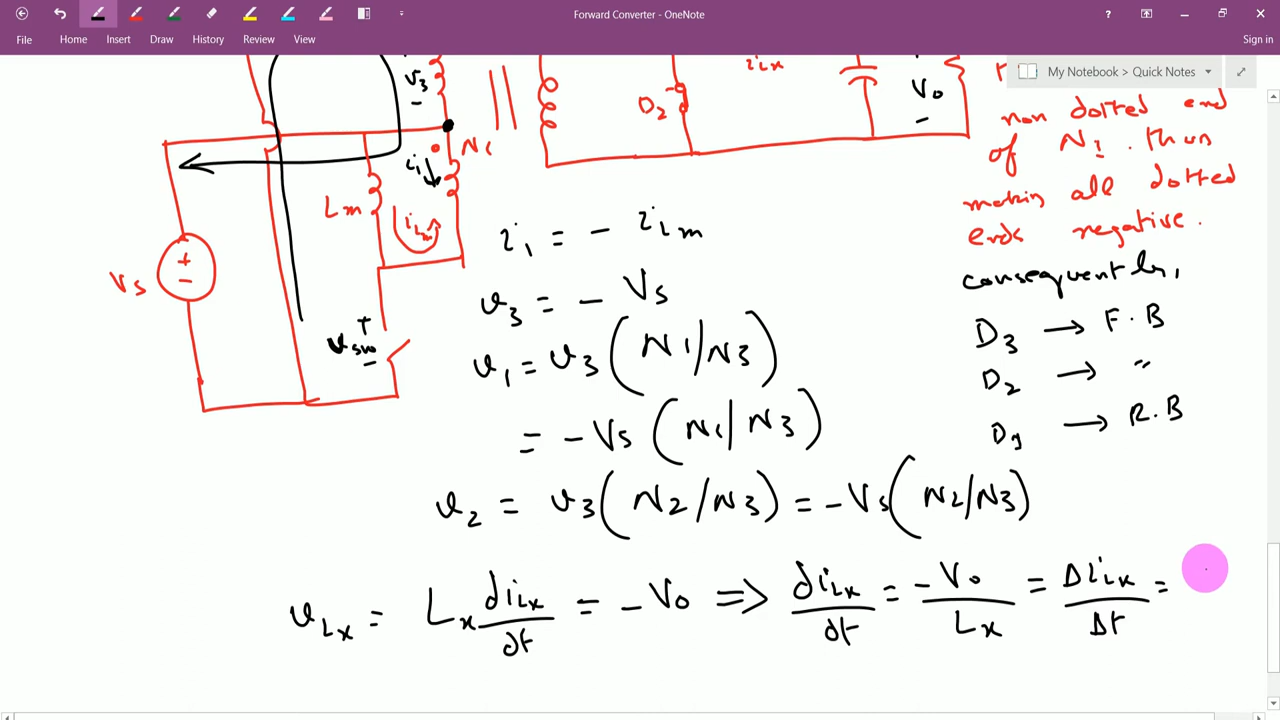 Forward Converter - OneNote
?
File Home Insert Draw History Review View
Sign in
My Notebook > Quick Notes
v3
-
iLx
D2
Vo
-
non dotted end
of N3. thus
making all dotted
ends negative.
consequently,
D3 → F.B
D2 → "
D1 → R.B
N1
i1
Lm
iLm
Vs
+
-
+
vsw
-
i1 = - iLm
v3 = - Vs
v1 = v3 (N1/N3)
= -Vs (N1/N3)
v2 = v3 (N2/N3) = -Vs (N2/N3)
vLx = Lx diLx/dt = - Vo => diLx/dt = -Vo/Lx = ΔiLx/Δt =